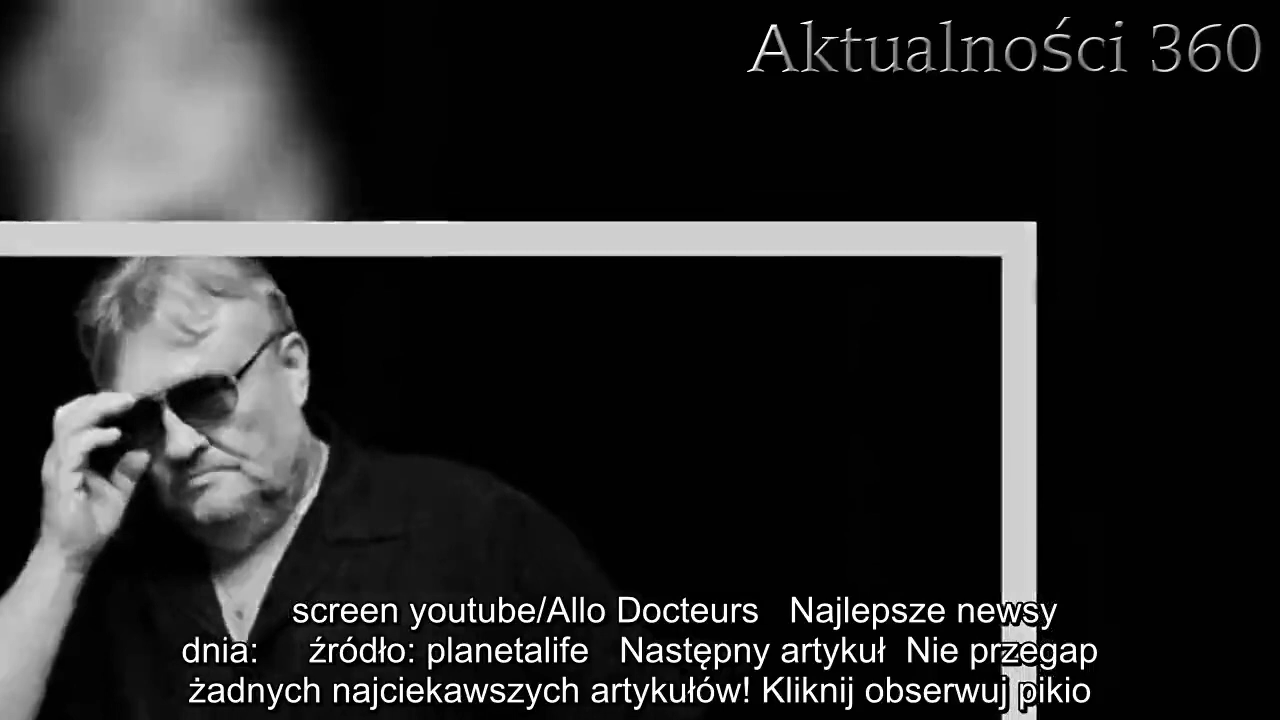 Aktualności 360
screen youtube/Allo Docteurs Najlepsze newsy
dnia: źródło: planetalife Następny artykuł Nie przegap
żadnych najciekawszych artykułów! Kliknij obserwuj pikio